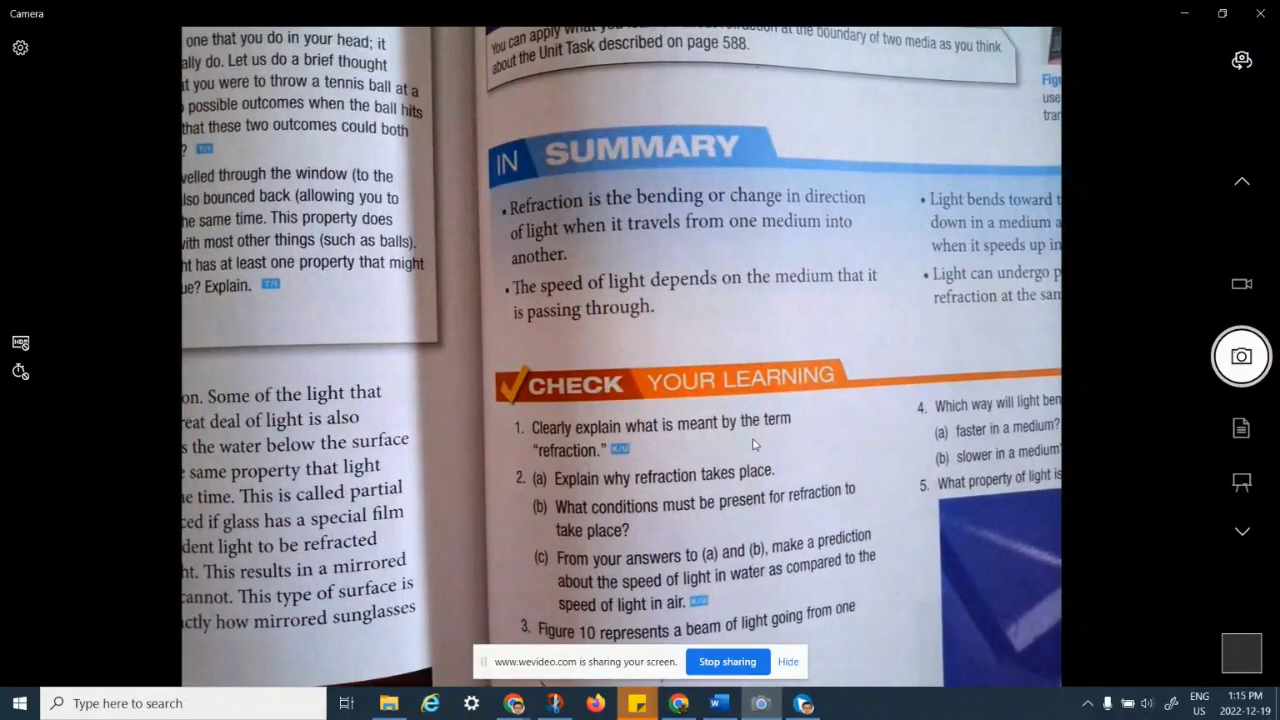 Camera
one that you do in your head; it
ally do. Let us do a brief thought
t you were to throw a tennis ball at a
possible outcomes when the ball hits
that these two outcomes could both
?
T/I
velled through the window (to the
lso bounced back (allowing you to
he same time. This property does
with most other things (such as balls).
ht has at least one property that might
ue? Explain.
T/I
on. Some of the light that
reat deal of light is also
s the water below the surface
same property that light
e time. This is called partial
ced if glass has a special film
dent light to be refracted
ht. This results in a mirrored
cannot. This type of surface is
ctly how mirrored sunglasses
You can apply what you refraction at the boundary of two media as you think
about the Unit Task described on page 588.
Figu
use
tran
IN SUMMARY
• Refraction is the bending or change in direction
of light when it travels from one medium into
another.
• The speed of light depends on the medium that it
is passing through.
• Light bends toward t
down in a medium a
when it speeds up in
• Light can undergo p
refraction at the sam
CHECK YOUR LEARNING
1. Clearly explain what is meant by the term
“refraction.” K/U
2. (a) Explain why refraction takes place.
(b) What conditions must be present for refraction to
take place?
(c) From your answers to (a) and (b), make a prediction
about the speed of light in water as compared to the
speed of light in air. K/U
3. Figure 10 represents a beam of light going from one
4. Which way will light ben
(a) faster in a medium?
(b) slower in a medium
5. What property of light is
www.wevideo.com is sharing your screen.
Stop sharing
Hide
Type here to search
ENG
US
1:15 PM
2022-12-19